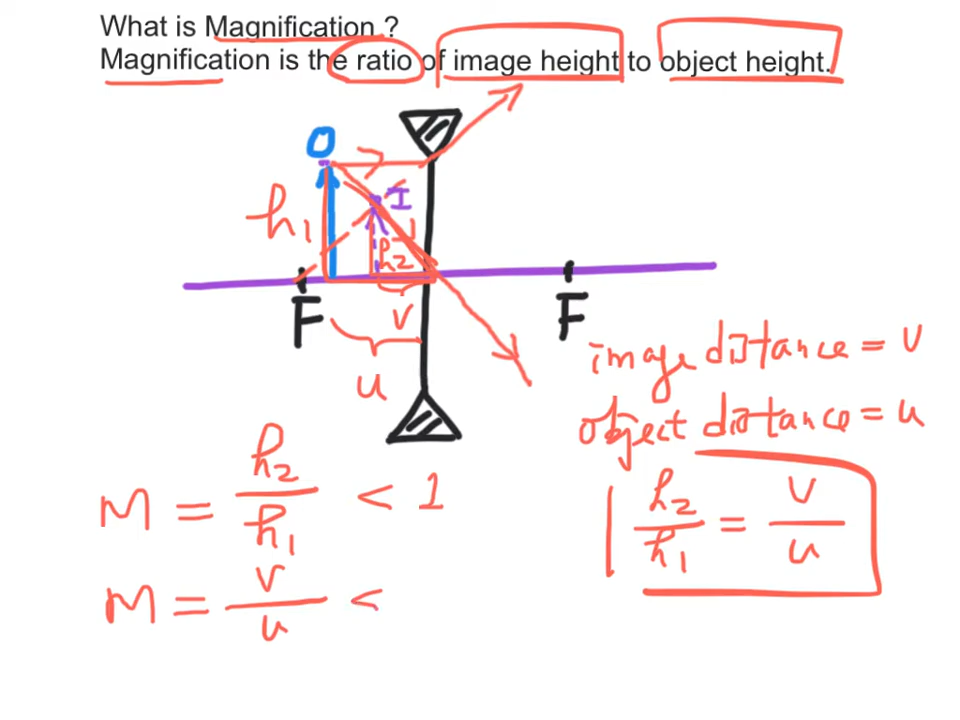 What is Magnification ?
Magnification is the ratio of image height to object height.
O
I
h₁
h₂
F
F
v
u
image distance = v
object distance = u
M = h₂/h₁ < 1
h₂/h₁ = v/u
M = v/u <